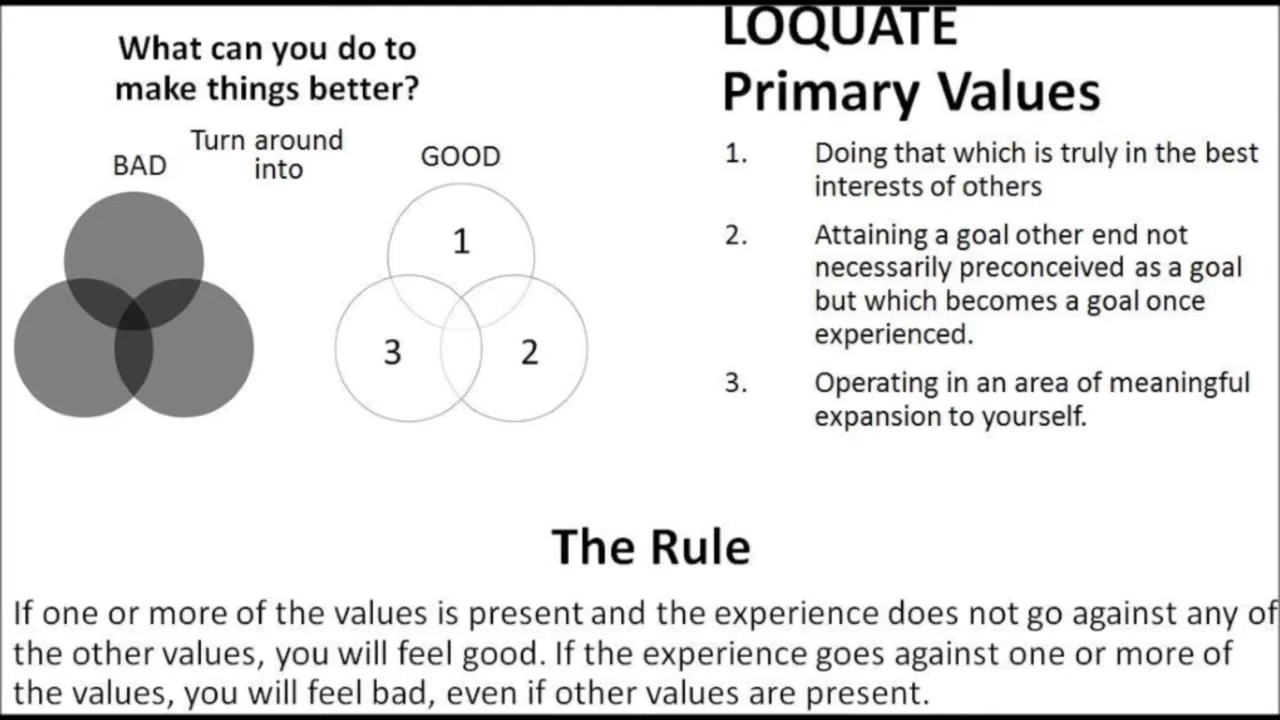 What can you do to
make things better?
Turn around
into
BAD
GOOD
1
3
2
LOQUATE
Primary Values
1. Doing that which is truly in the best
interests of others
2. Attaining a goal other end not
necessarily preconceived as a goal
but which becomes a goal once
experienced.
3. Operating in an area of meaningful
expansion to yourself.
The Rule
If one or more of the values is present and the experience does not go against any of
the other values, you will feel good. If the experience goes against one or more of
the values, you will feel bad, even if other values are present.